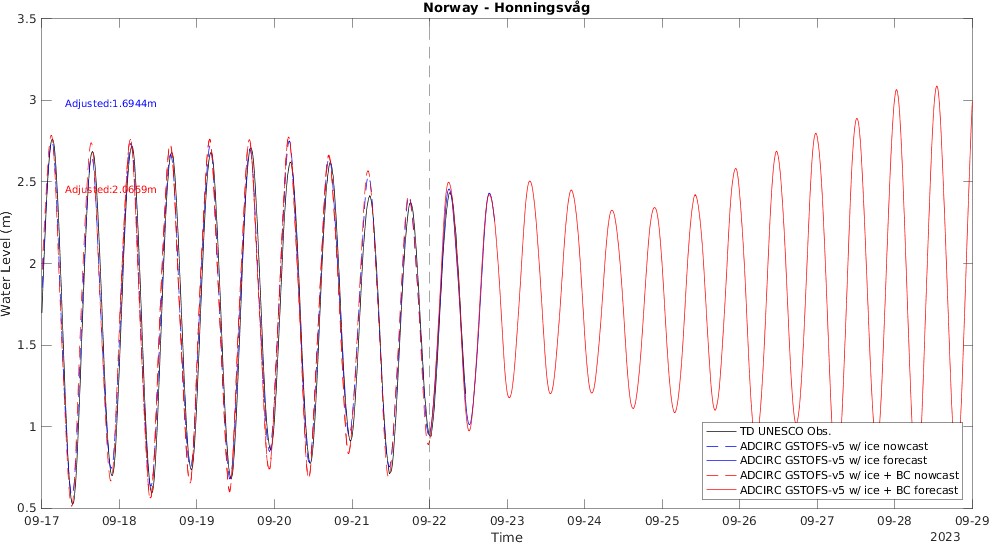 Norway - Honningsvåg
3.5
3
2.5
2
1.5
1
0.5
Water Level (m)
Adjusted:1.6944m
Adjusted:2.0659m
TD UNESCO Obs.
ADCIRC GSTOFS-v5 w/ ice nowcast
ADCIRC GSTOFS-v5 w/ ice forecast
ADCIRC GSTOFS-v5 w/ ice + BC nowcast
ADCIRC GSTOFS-v5 w/ ice + BC forecast
09-17 09-18 09-19 09-20 09-21 09-22 09-23 09-24 09-25 09-26 09-27 09-28 09-29
Time
2023